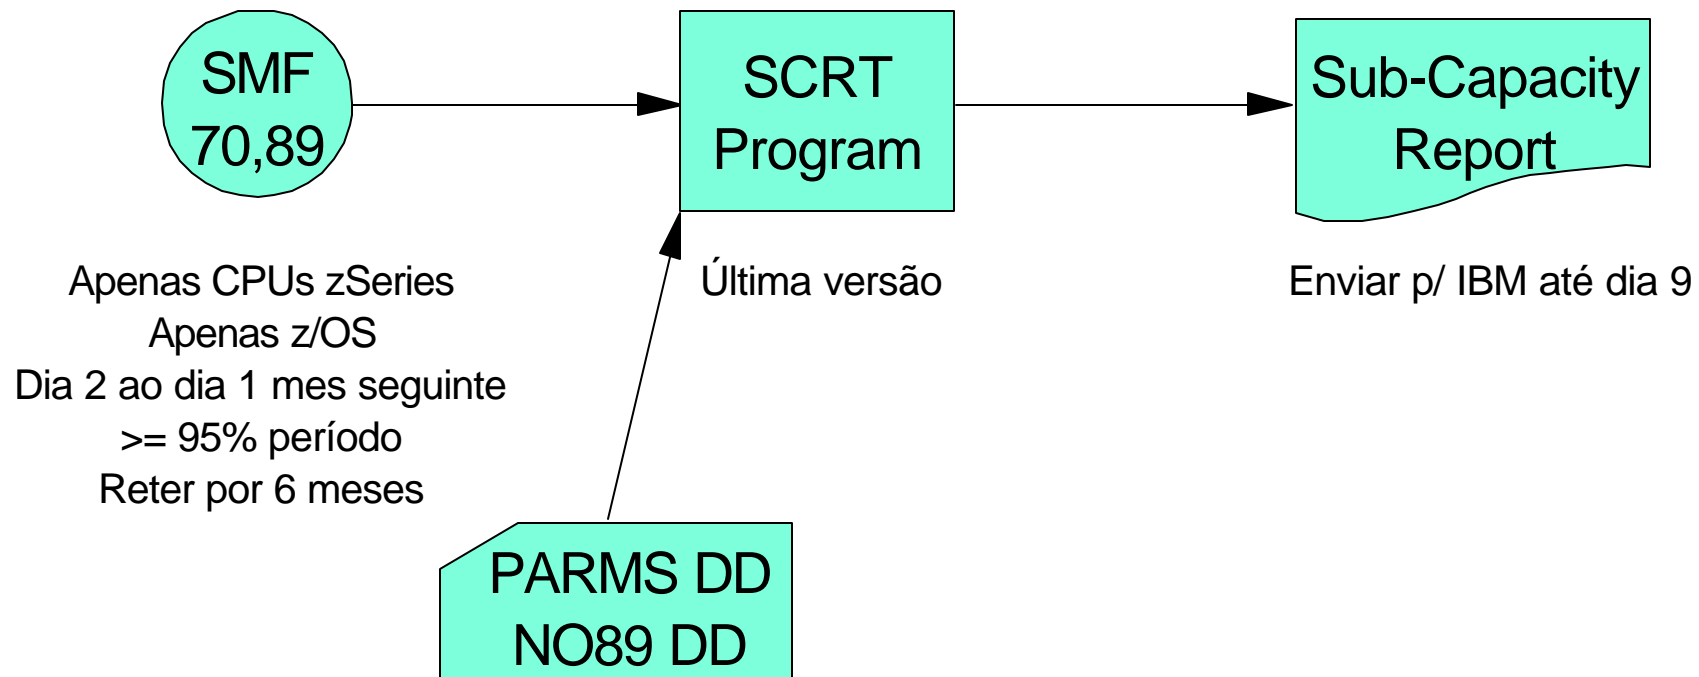 SMF
70,89
SCRT
Program
Sub-Capacity
Report
Apenas CPUs zSeries
Apenas z/OS
Dia 2 ao dia 1 mes seguinte
>= 95% período
Reter por 6 meses
Última versão
Enviar p/ IBM até dia 9
PARMS DD
NO89 DD